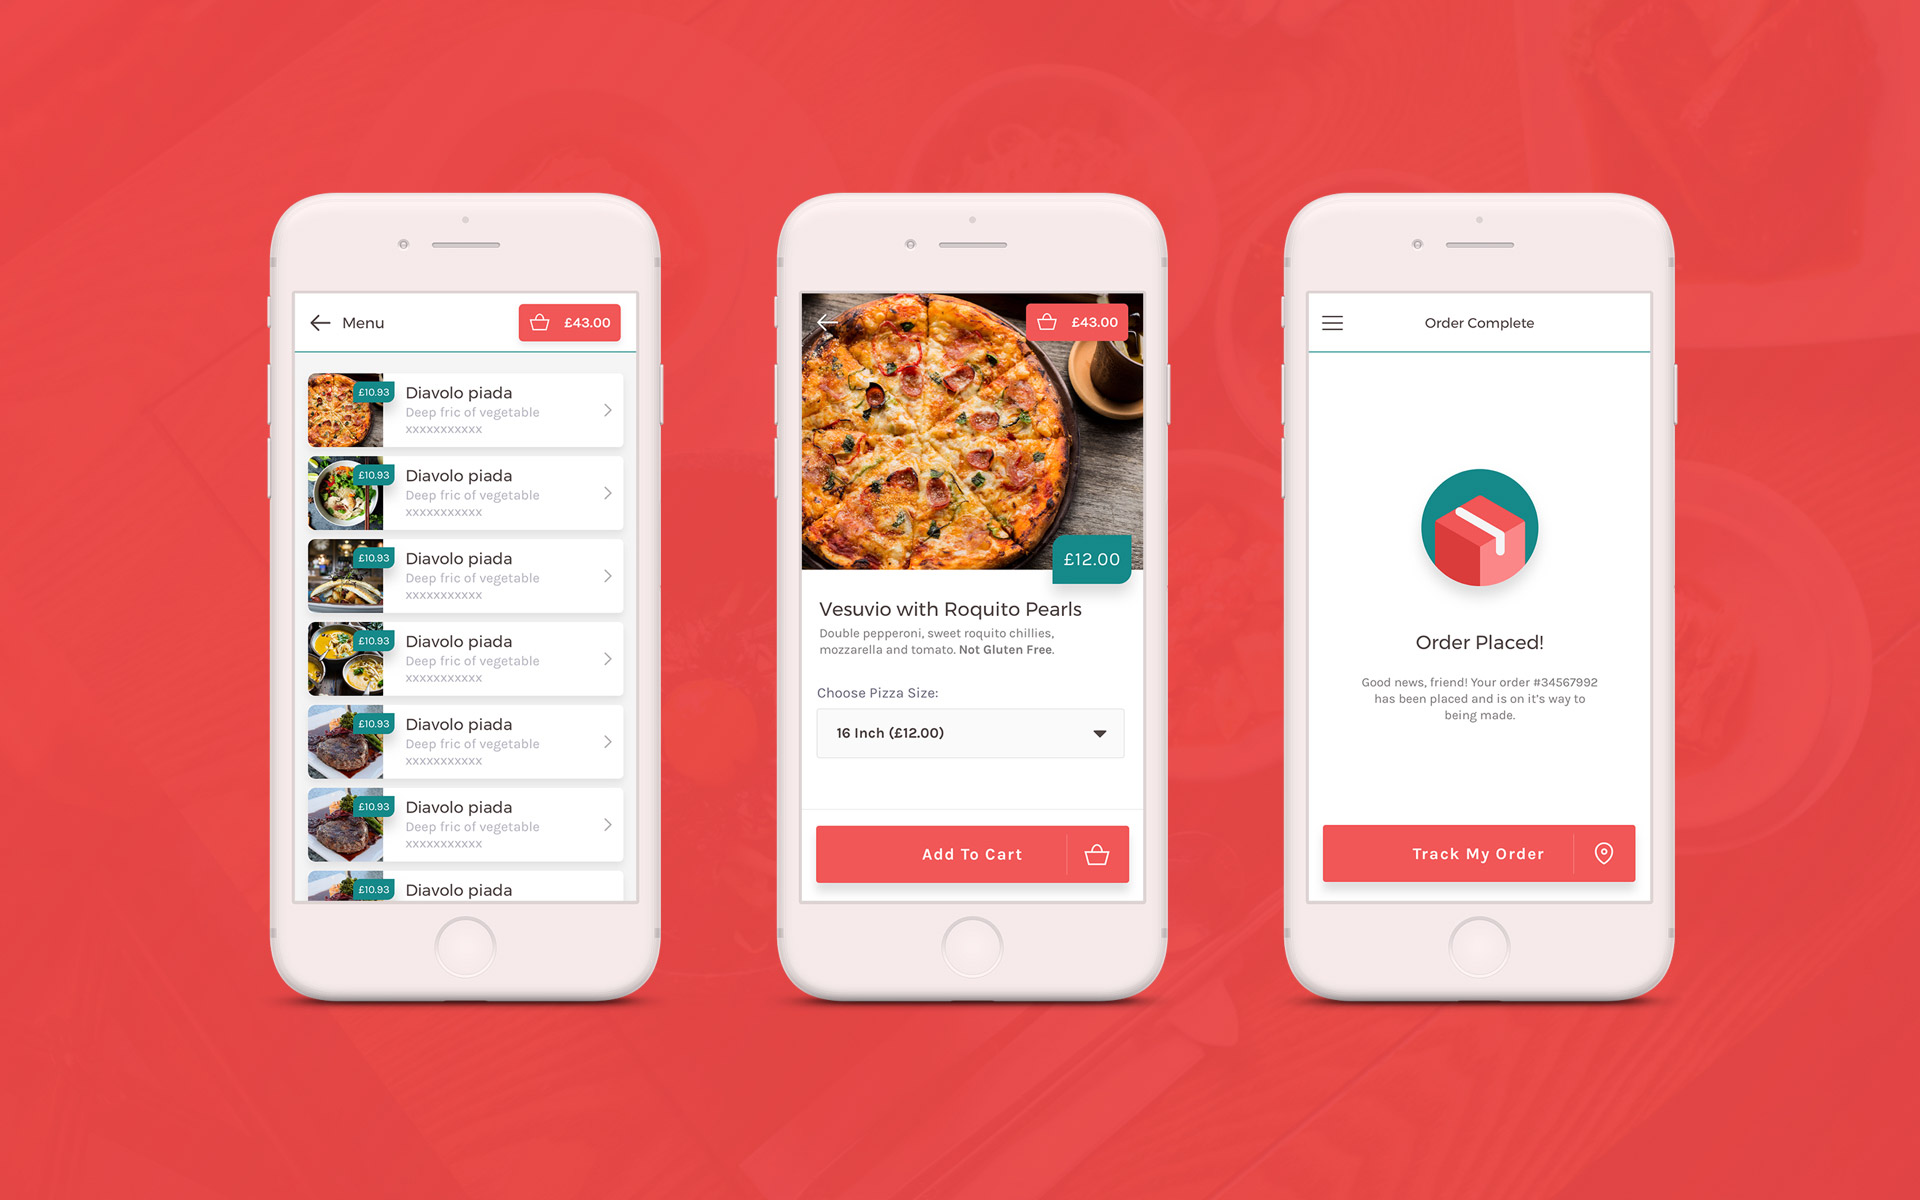 Menu
£43.00
£10.93
Diavolo piada
Deep fric of vegetable
xxxxxxxxxxx
£10.93
Diavolo piada
Deep fric of vegetable
xxxxxxxxxxx
£10.93
Diavolo piada
Deep fric of vegetable
xxxxxxxxxxx
£10.93
Diavolo piada
Deep fric of vegetable
xxxxxxxxxxx
£10.93
Diavolo piada
Deep fric of vegetable
xxxxxxxxxxx
£10.93
Diavolo piada
Deep fric of vegetable
xxxxxxxxxxx
£10.93
Diavolo piada
£43.00
£12.00
Vesuvio with Roquito Pearls
Double pepperoni, sweet roquito chillies,
mozzarella and tomato. Not Gluten Free.
Choose Pizza Size:
16 Inch (£12.00)
Add To Cart
Order Complete
Order Placed!
Good news, friend! Your order #34567992
has been placed and is on it's way to
being made.
Track My Order